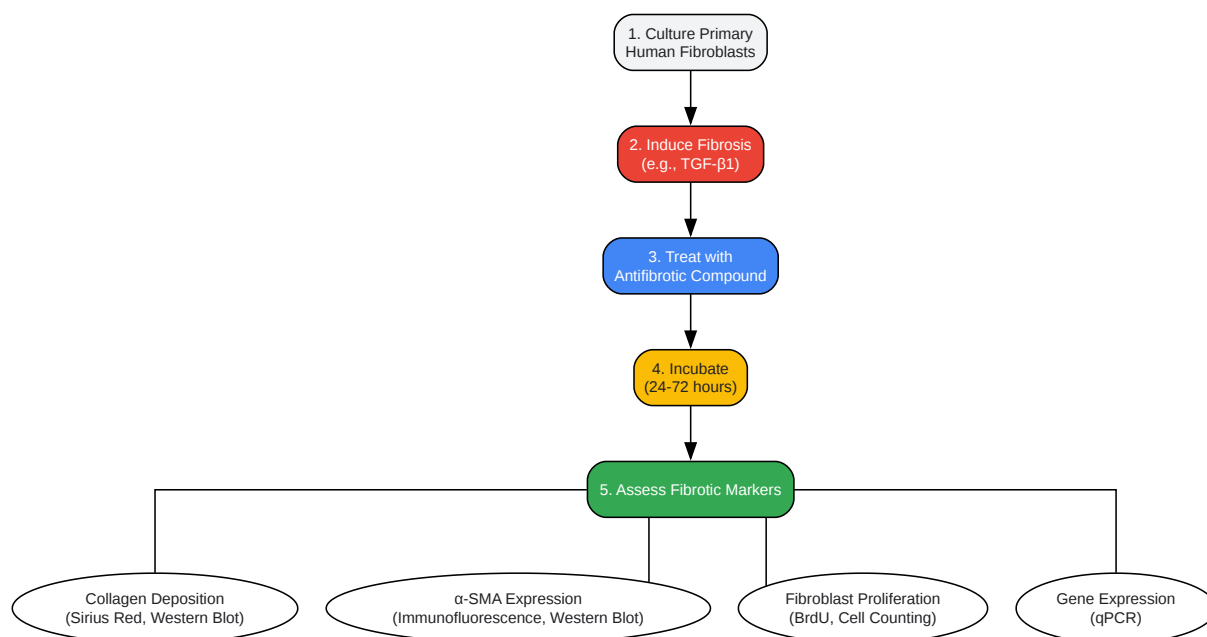 1. Culture Primary
Human Fibroblasts
2. Induce Fibrosis
(e.g., TGF-β1)
3. Treat with
Antifibrotic Compound
4. Incubate
(24-72 hours)
5. Assess Fibrotic Markers
Collagen Deposition
(Sirius Red, Western Blot)
α-SMA Expression
(Immunofluorescence, Western Blot)
Fibroblast Proliferation
(BrdU, Cell Counting)
Gene Expression
(qPCR)